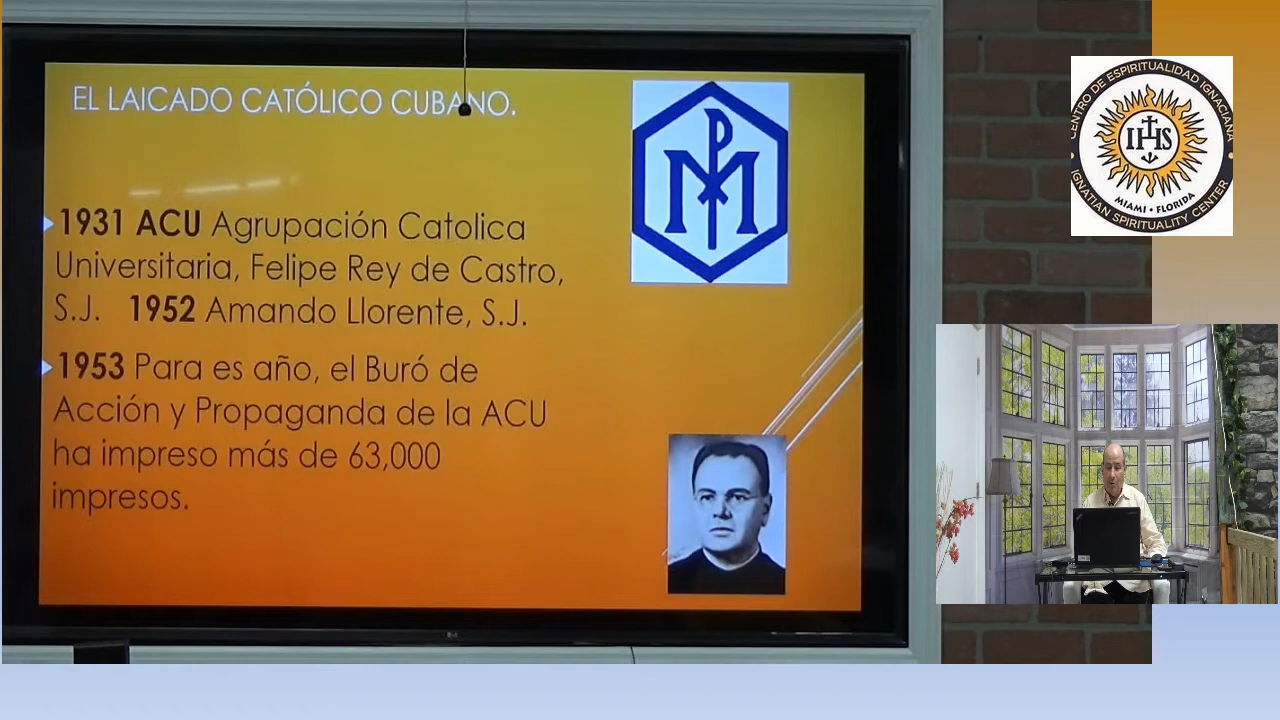 EL LAICADO CATÓLICO CUBANO.
1931 ACU Agrupación Catolica
Universitaria, Felipe Rey de Castro,
S.J. 1952 Amando Llorente, S.J.
1953 Para es año, el Buró de
Acción y Propaganda de la ACU
ha impreso más de 63,000
impresos.
CENTRO DE ESPIRITUALIDAD IGNACIANA
IHS
MIAMI • FLORIDA
IGNATIAN SPIRITUALITY CENTER